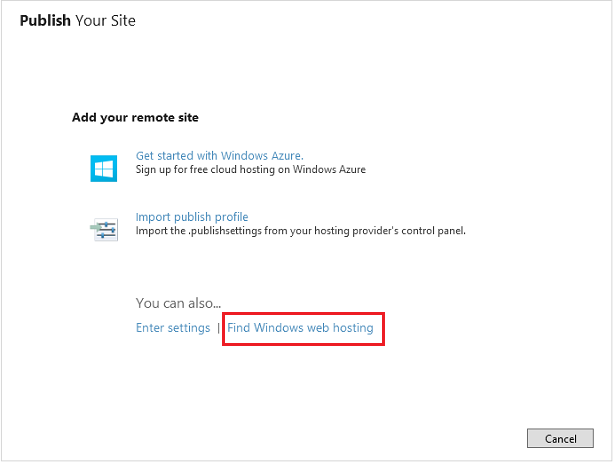 Publish Your Site
Add your remote site
Get started with Windows Azure.
Sign up for free cloud hosting on Windows Azure
Import publish profile
Import the .publishsettings from your hosting provider's control panel.
You can also...
Enter settings | Find Windows web hosting
Cancel